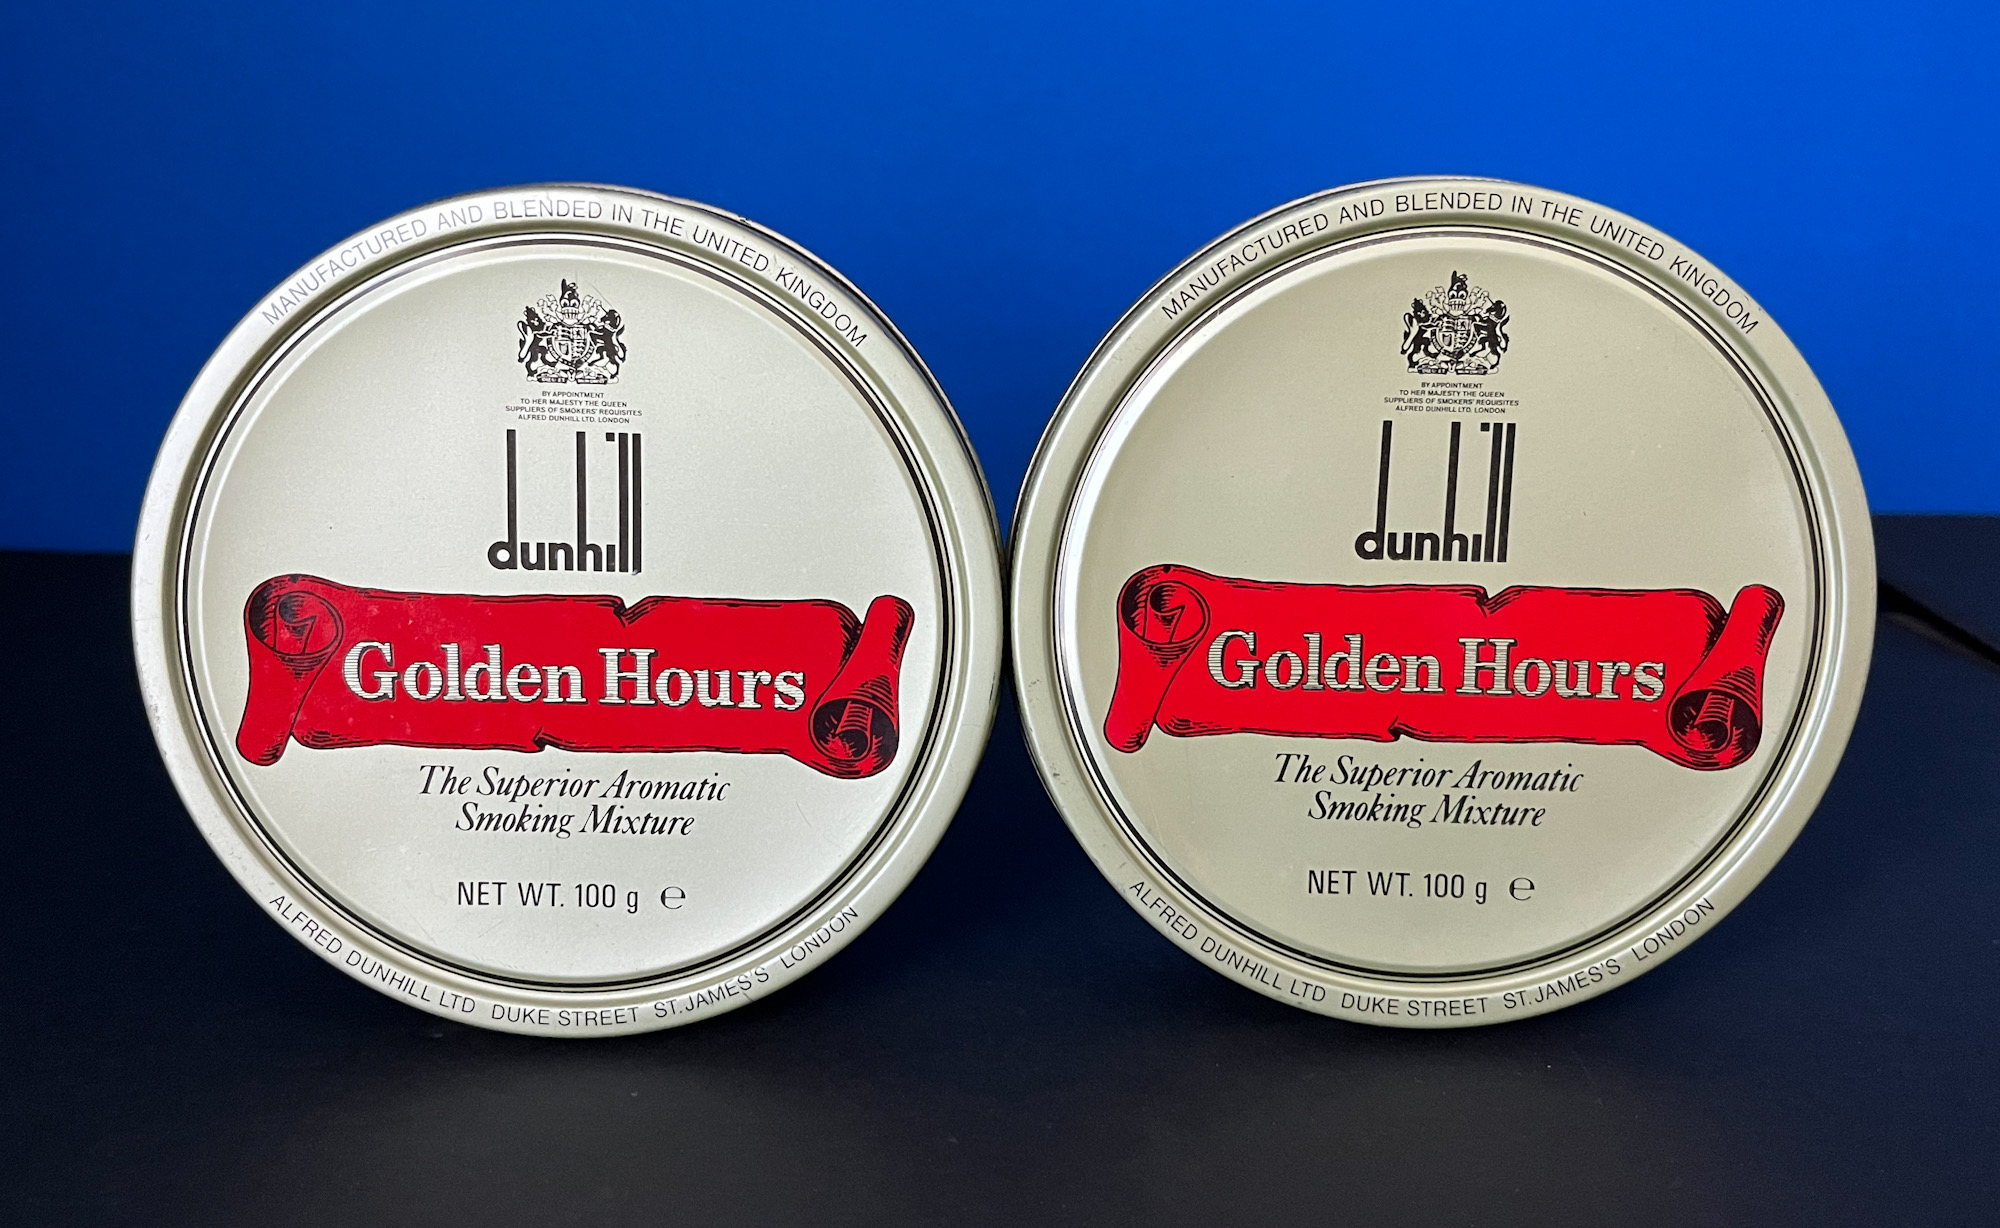 MANUFACTURED AND BLENDED IN THE UNITED KINGDOM
BY APPOINTMENT
TO HER MAJESTY THE QUEEN
SUPPLIERS OF SMOKERS' REQUISITES
ALFRED DUNHILL LTD. LONDON
dunhill
Golden Hours
The Superior Aromatic
Smoking Mixture
NET WT. 100 g ℮
ALFRED DUNHILL LTD DUKE STREET ST. JAMES'S LONDON
MANUFACTURED AND BLENDED IN THE UNITED KINGDOM
BY APPOINTMENT
TO HER MAJESTY THE QUEEN
SUPPLIERS OF SMOKERS' REQUISITES
ALFRED DUNHILL LTD. LONDON
dunhill
Golden Hours
The Superior Aromatic
Smoking Mixture
NET WT. 100 g ℮
ALFRED DUNHILL LTD DUKE STREET ST. JAMES'S LONDON